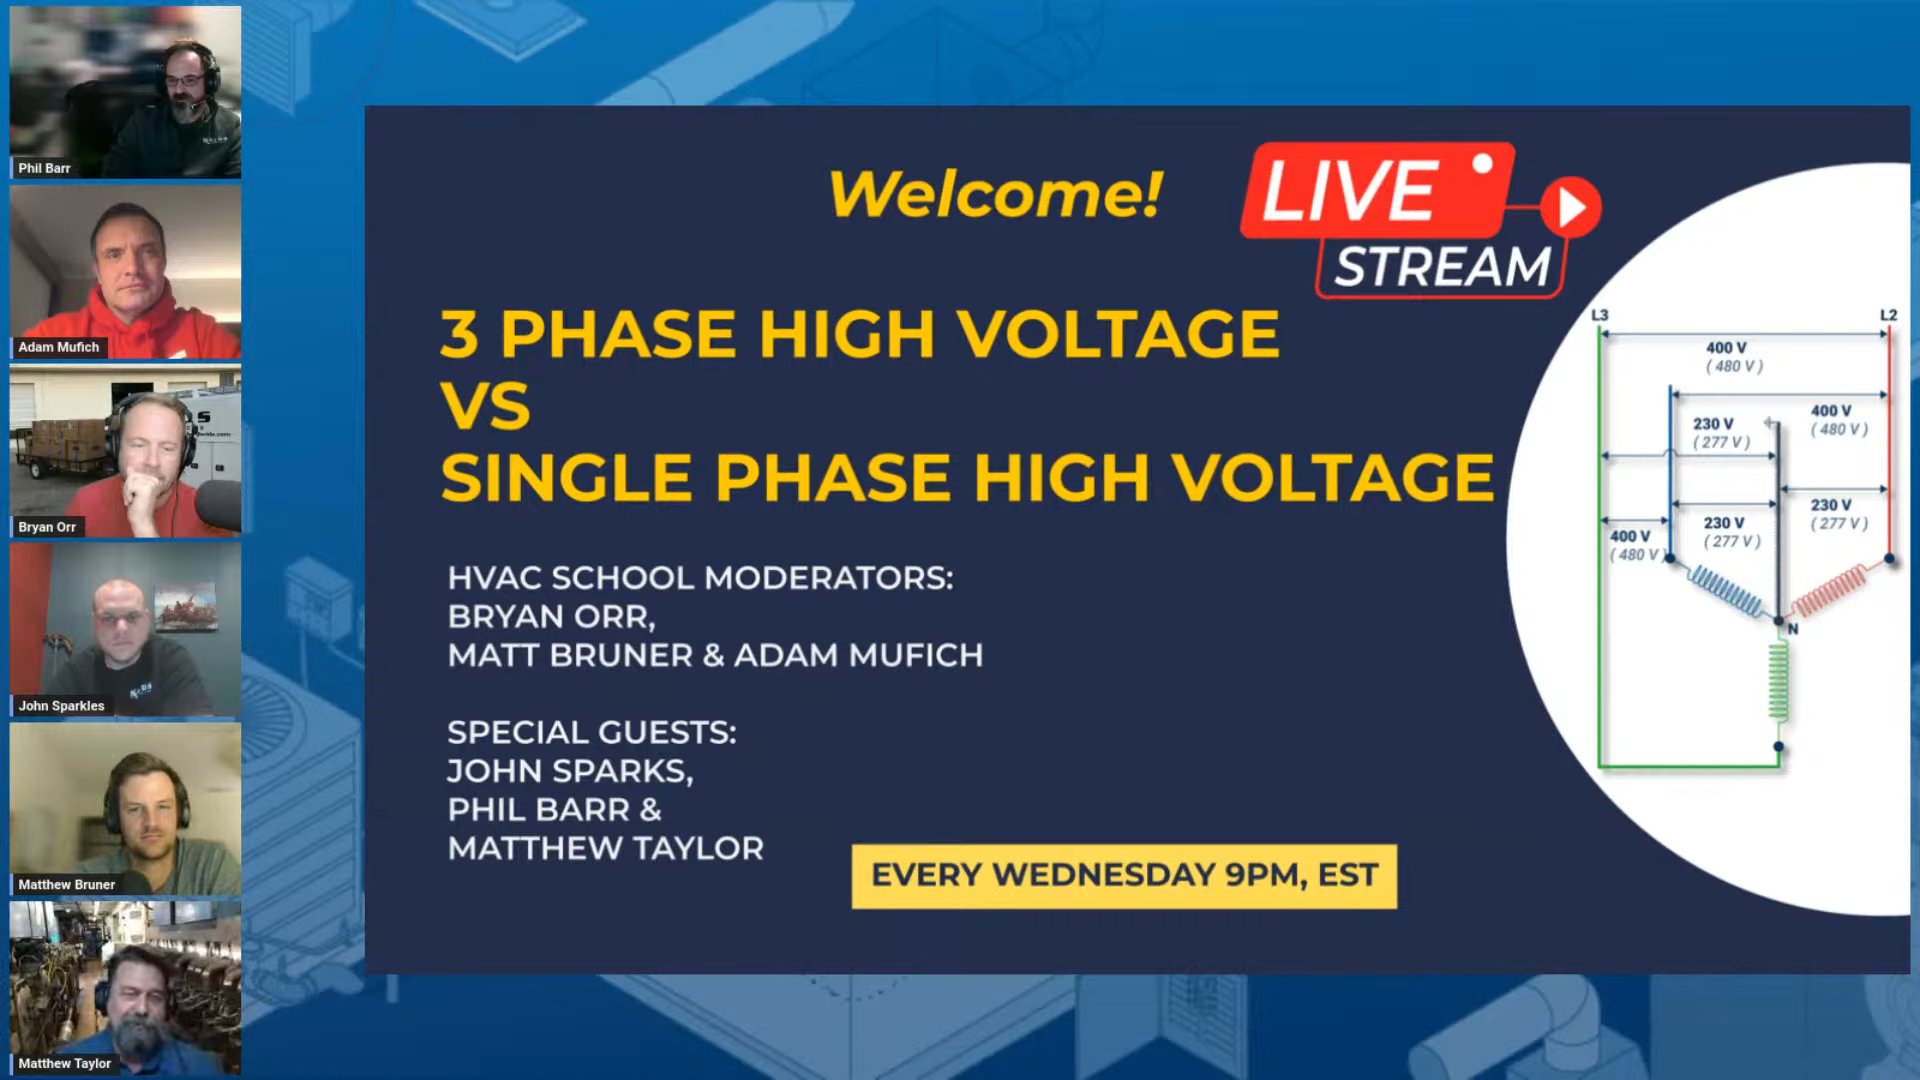 Phil Barr
Adam Mufich
Bryan Orr
John Sparkles
Matthew Bruner
Matthew Taylor
Welcome!
LIVE
STREAM
3 PHASE HIGH VOLTAGE
VS
SINGLE PHASE HIGH VOLTAGE
HVAC SCHOOL MODERATORS:
BRYAN ORR,
MATT BRUNER & ADAM MUFICH
SPECIAL GUESTS:
JOHN SPARKS,
PHIL BARR &
MATTHEW TAYLOR
EVERY WEDNESDAY 9PM, EST
L3
L2
400 V
( 480 V )
400 V
( 480 V )
230 V
( 277 V )
230 V
( 277 V )
230 V
( 277 V )
400 V
( 480 V )
N